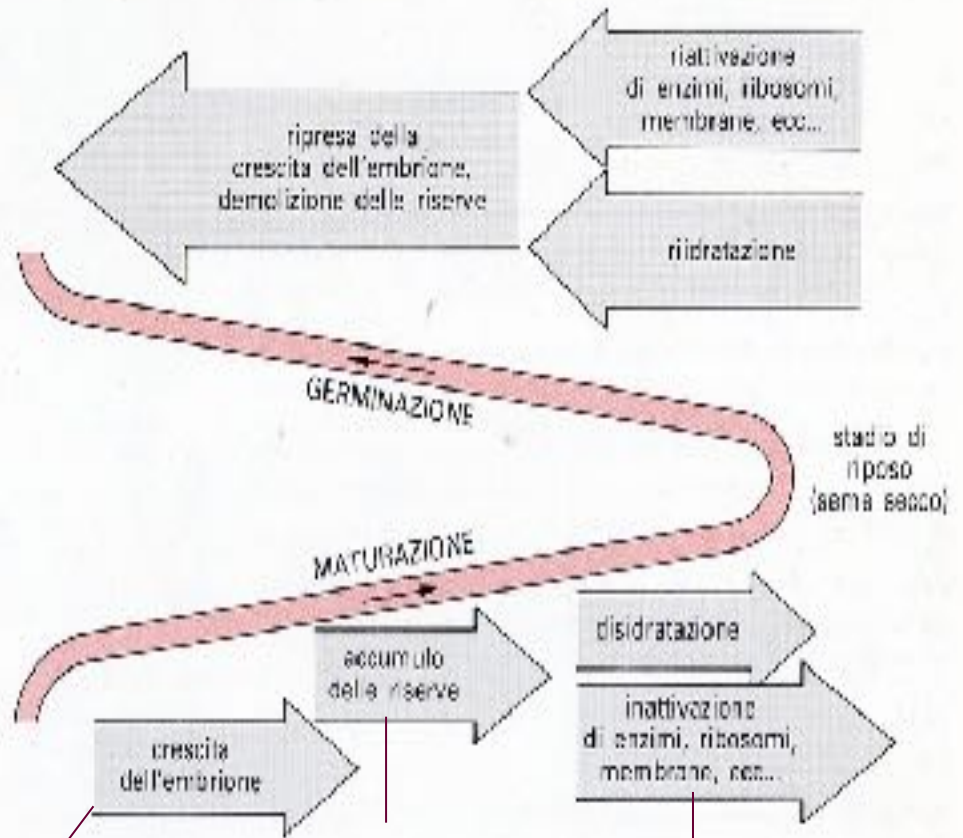 riattivazione
di enzimi, ribosomi,
membrane, ecc...
ripresa della
crescita dell'embrione,
demolizione delle riserve
riidratazione
GERMINAZIONE
stadio di
riposo
(seme secco)
MATURAZIONE
disidratazione
accumulo
delle riserve
inattivazione
di enzimi, ribosomi,
membrane, ecc...
crescita
dell'embrione